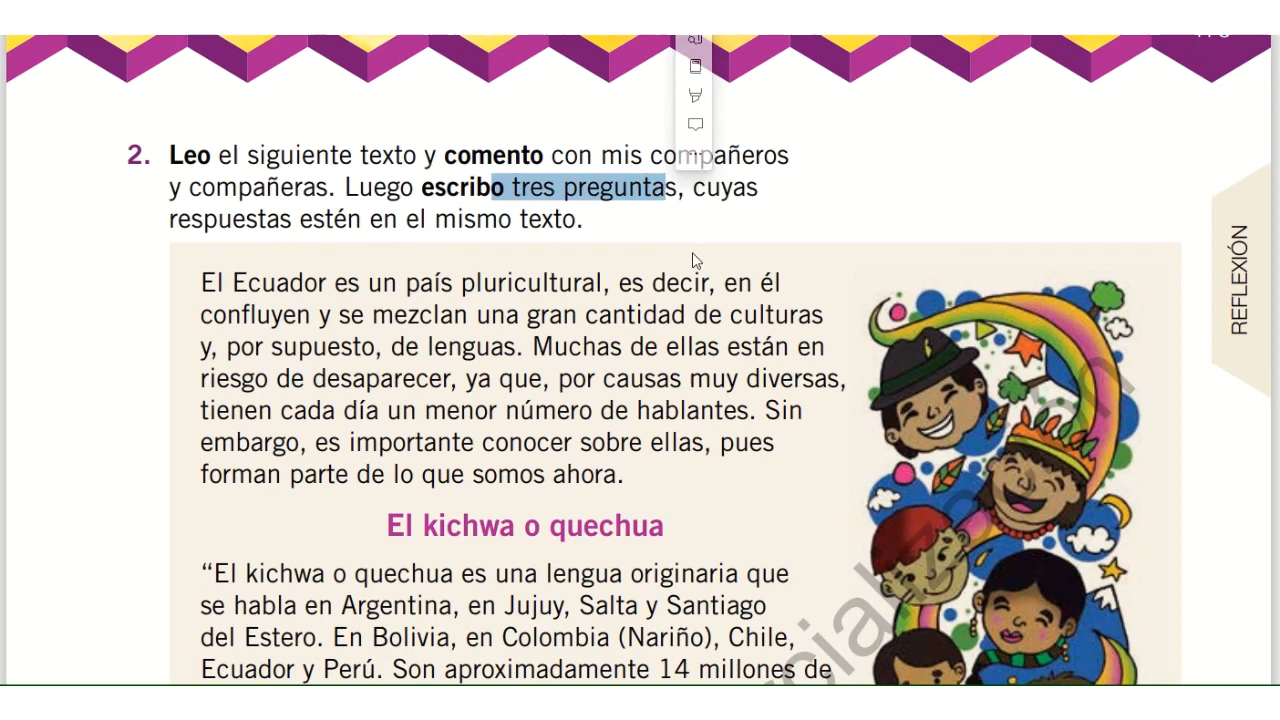 2. Leo el siguiente texto y comento con mis compañeros
y compañeras. Luego escribo tres preguntas, cuyas
respuestas estén en el mismo texto.
REFLEXIÓN
El Ecuador es un país pluricultural, es decir, en él
confluyen y se mezclan una gran cantidad de culturas
y, por supuesto, de lenguas. Muchas de ellas están en
riesgo de desaparecer, ya que, por causas muy diversas,
tienen cada día un menor número de hablantes. Sin
embargo, es importante conocer sobre ellas, pues
forman parte de lo que somos ahora.
El kichwa o quechua
“El kichwa o quechua es una lengua originaria que
se habla en Argentina, en Jujuy, Salta y Santiago
del Estero. En Bolivia, en Colombia (Nariño), Chile,
Ecuador y Perú. Son aproximadamente 14 millones de